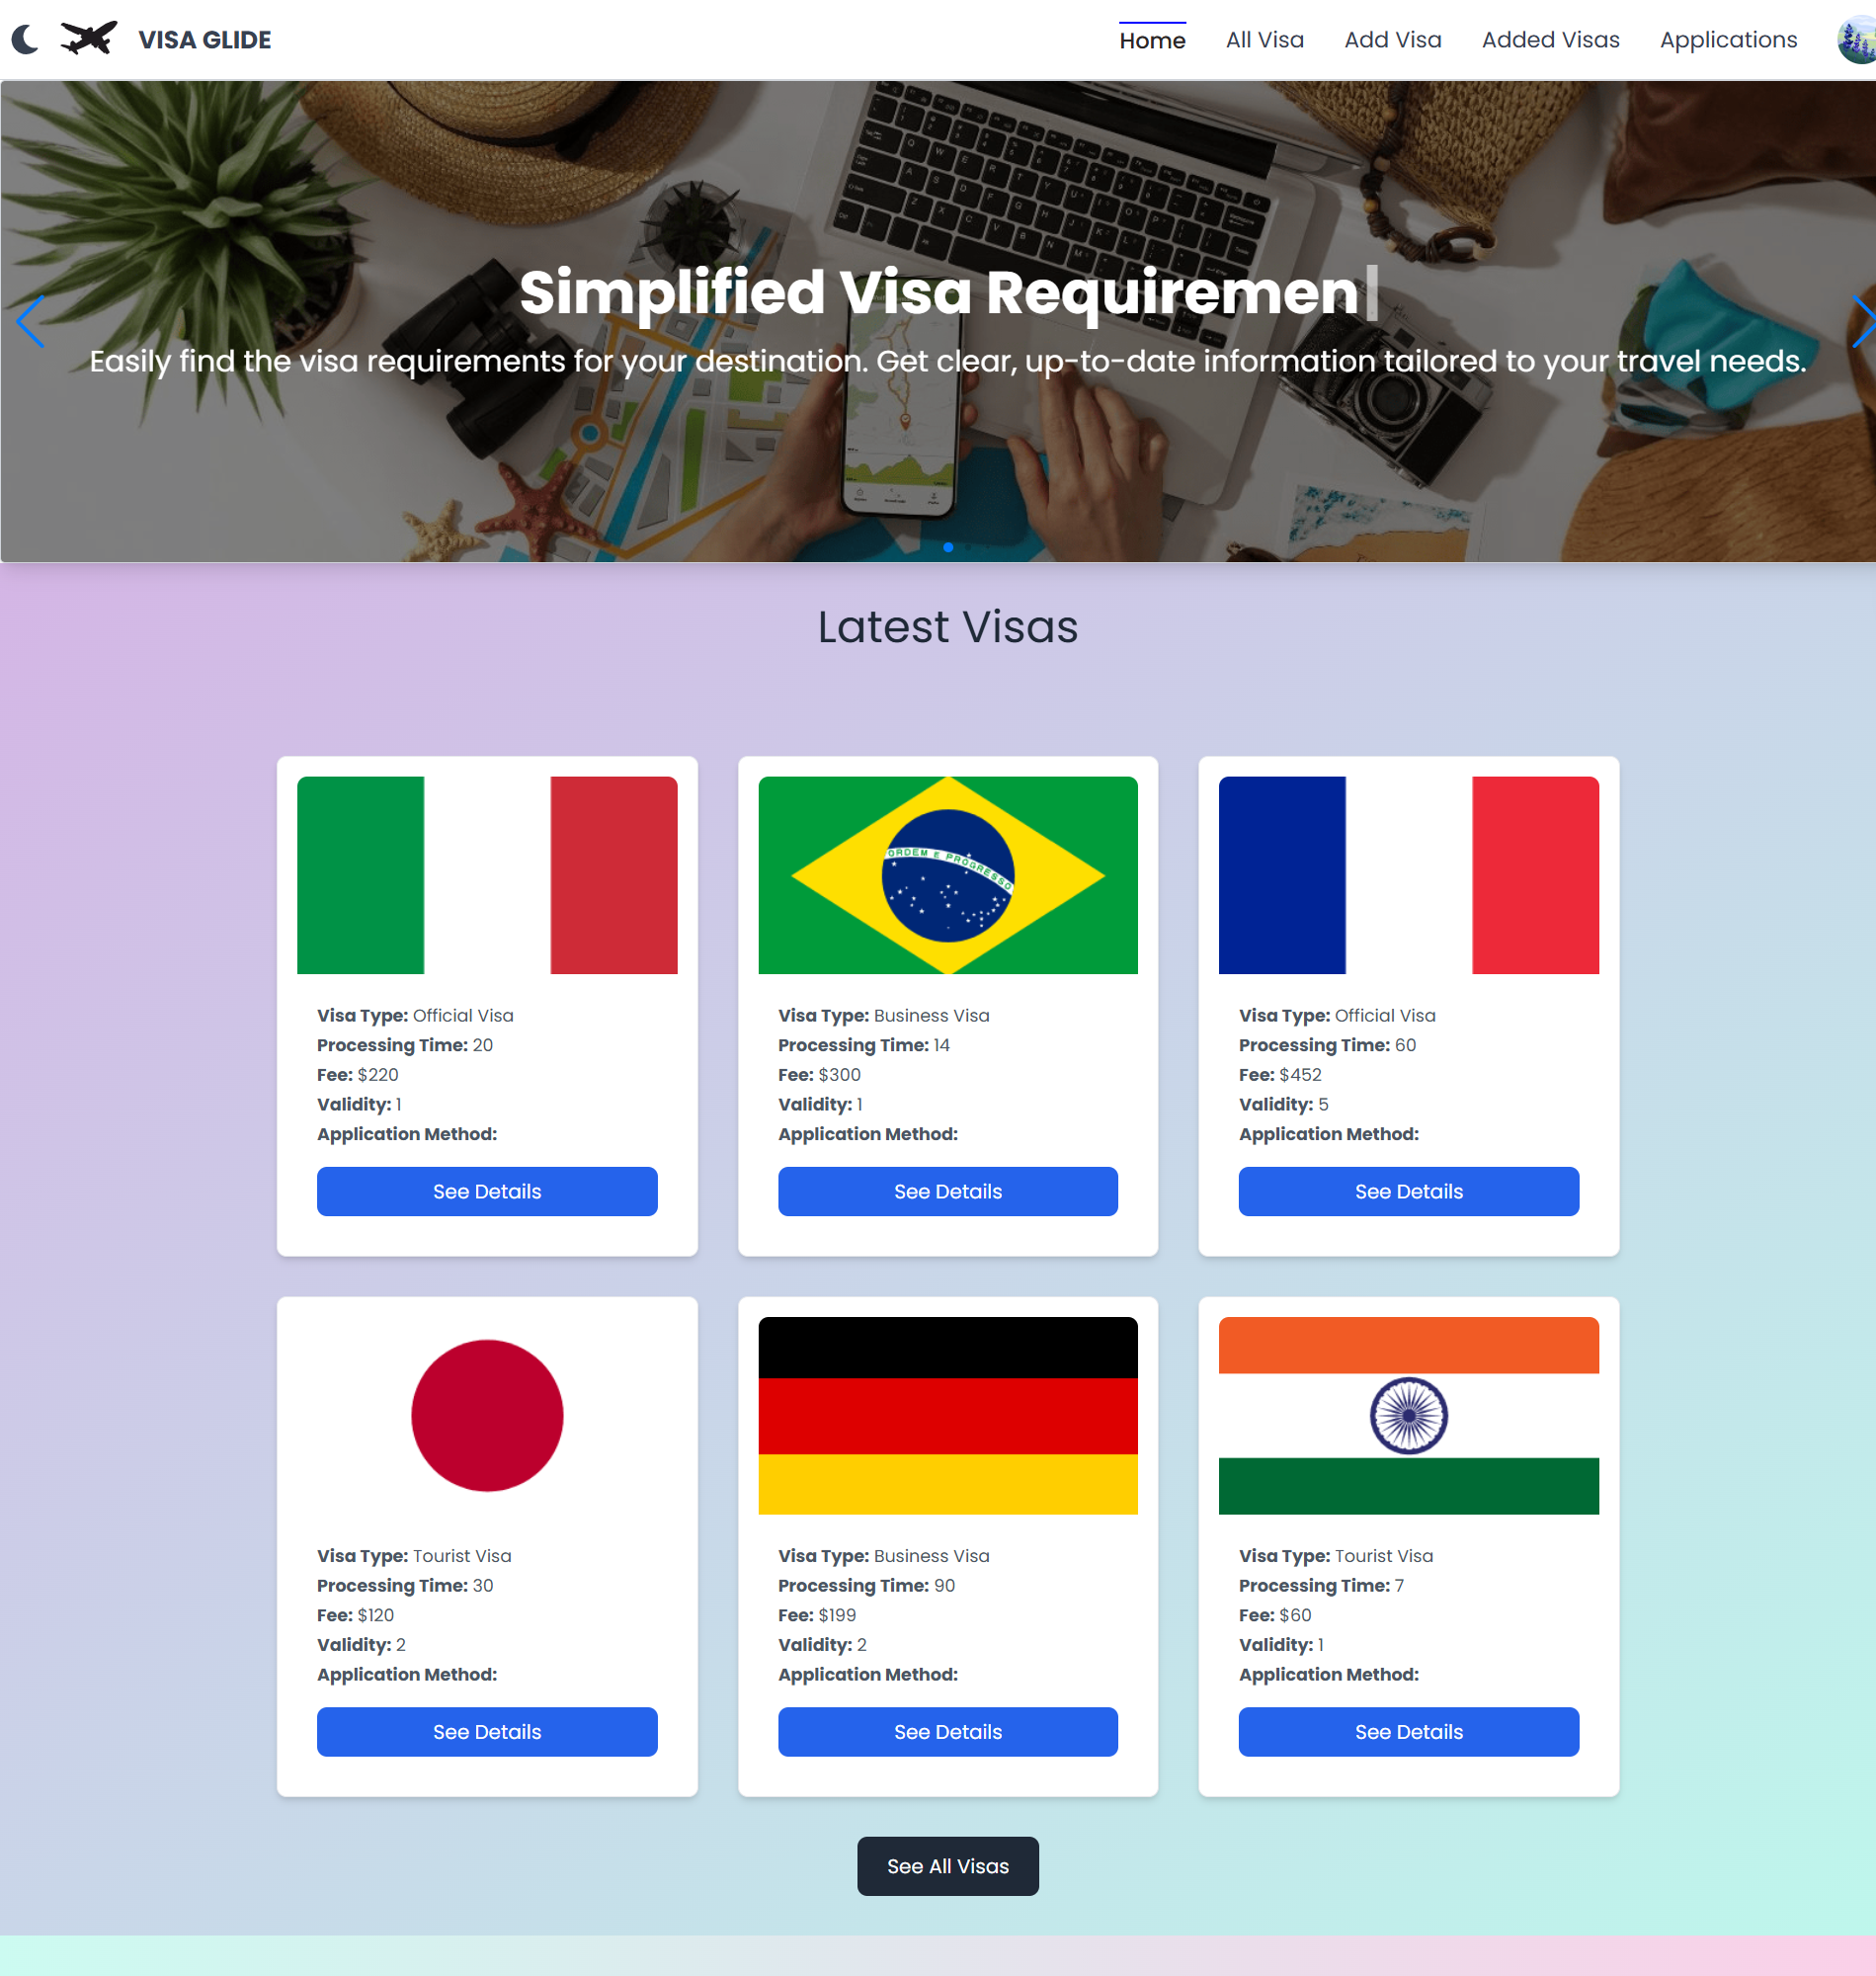 VISA GLIDE
Home
All Visa
Add Visa
Added Visas
Applications
Simplified Visa Requiremen
Easily find the visa requirements for your destination. Get clear, up-to-date information tailored to your travel needs.
Latest Visas
ORDEM E PROGRESSO
Visa Type: Official Visa
Processing Time: 20
Fee: $220
Validity: 1
Application Method:
See Details
Visa Type: Business Visa
Processing Time: 14
Fee: $300
Validity: 1
Application Method:
See Details
Visa Type: Official Visa
Processing Time: 60
Fee: $452
Validity: 5
Application Method:
See Details
Visa Type: Tourist Visa
Processing Time: 30
Fee: $120
Validity: 2
Application Method:
See Details
Visa Type: Business Visa
Processing Time: 90
Fee: $199
Validity: 2
Application Method:
See Details
Visa Type: Tourist Visa
Processing Time: 7
Fee: $60
Validity: 1
Application Method:
See Details
See All Visas